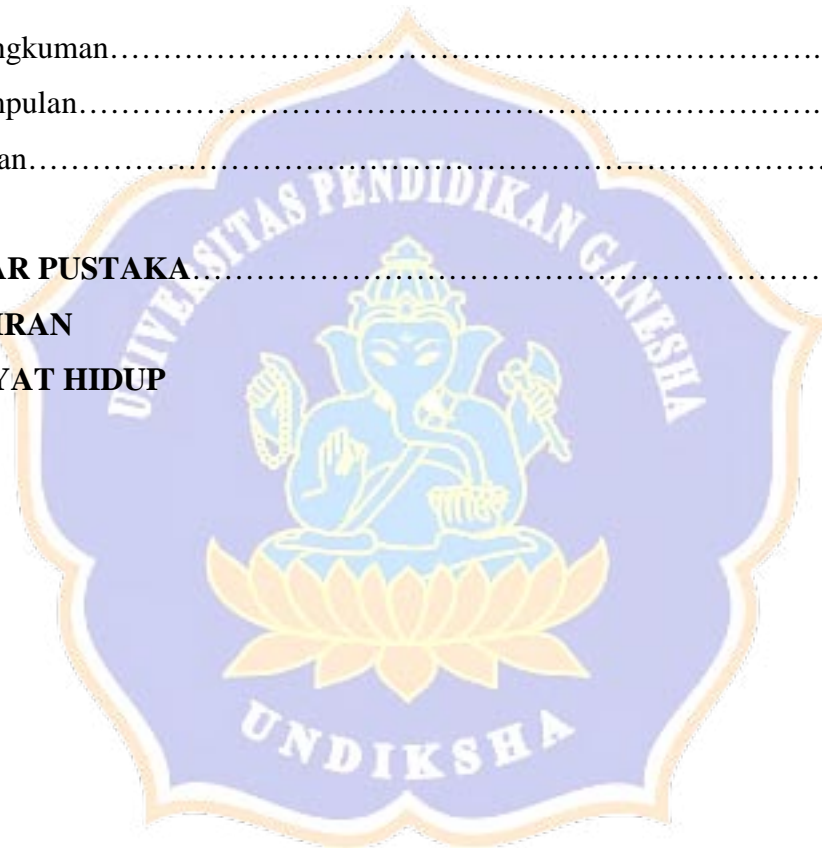 ngkuman……………………………………………………………….
npulan…………………………………………………………………….
an…………………………………………………………………………
AR PUSTAKA……………………………………………………….
IRAN
YAT HIDUP
UNIVERSITAS PENDIDIKAN GANESHA
UNDIKSHA